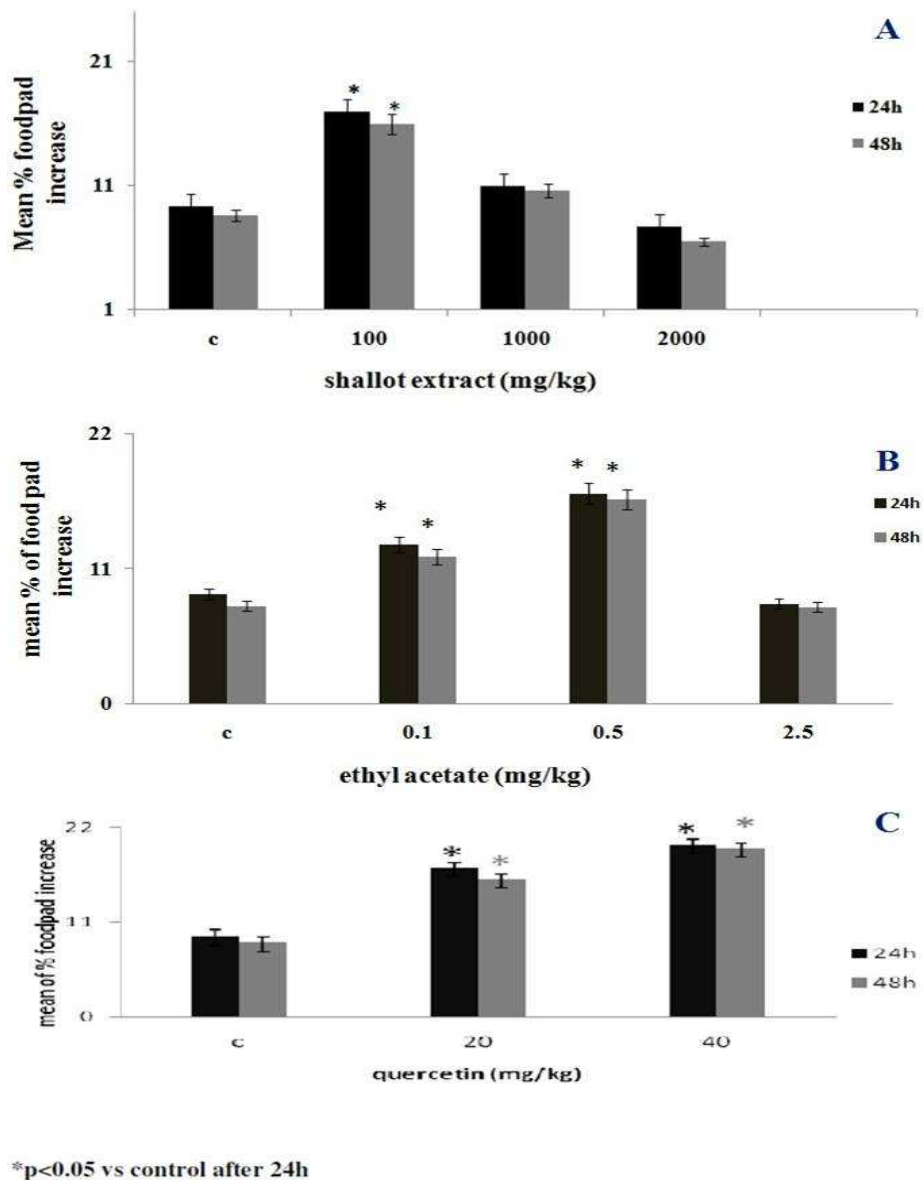 A
21
11
1
Mean % foodpad
increase
* *
24h
48h
c 100 1000 2000
shallot extract (mg/kg)
B
22
11
0
mean % of food pad
increase
* * * *
24h
48h
c 0.1 0.5 2.5
ethyl acetate (mg/kg)
C
22
11
0
mean of % foodpad increase
* * * *
24h
48h
c 20 40
quercetin (mg/kg)
*p<0.05 vs control after 24h